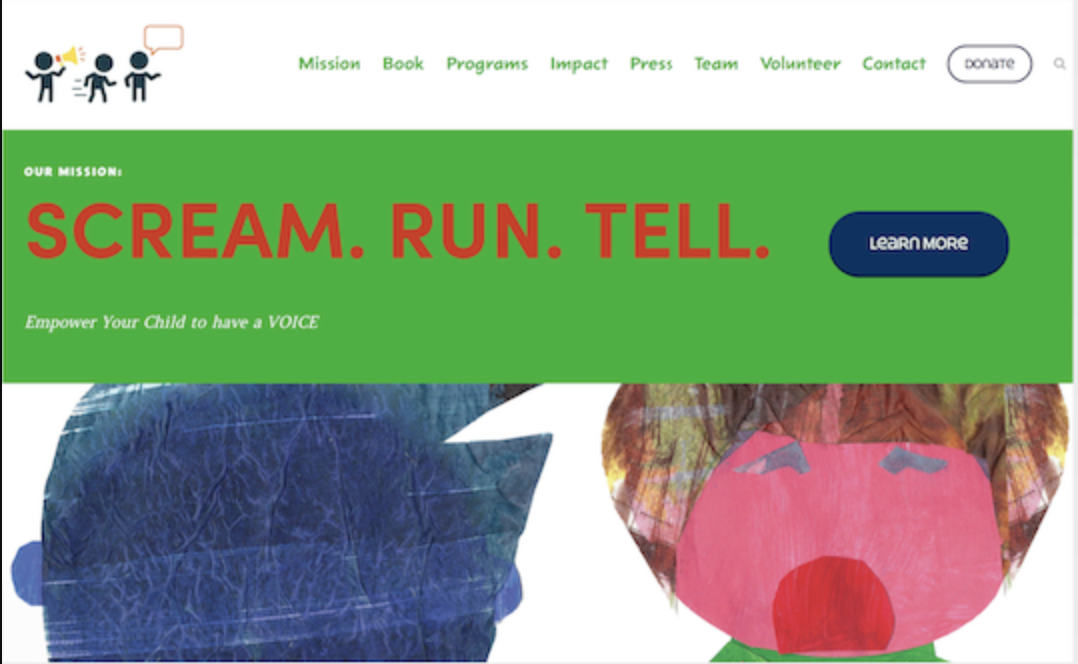 Mission Book Programs Impact Press Team Volunteer Contact DONATE
OUR MISSION:
SCREAM. RUN. TELL.
Learn More
Empower Your Child to have a VOICE